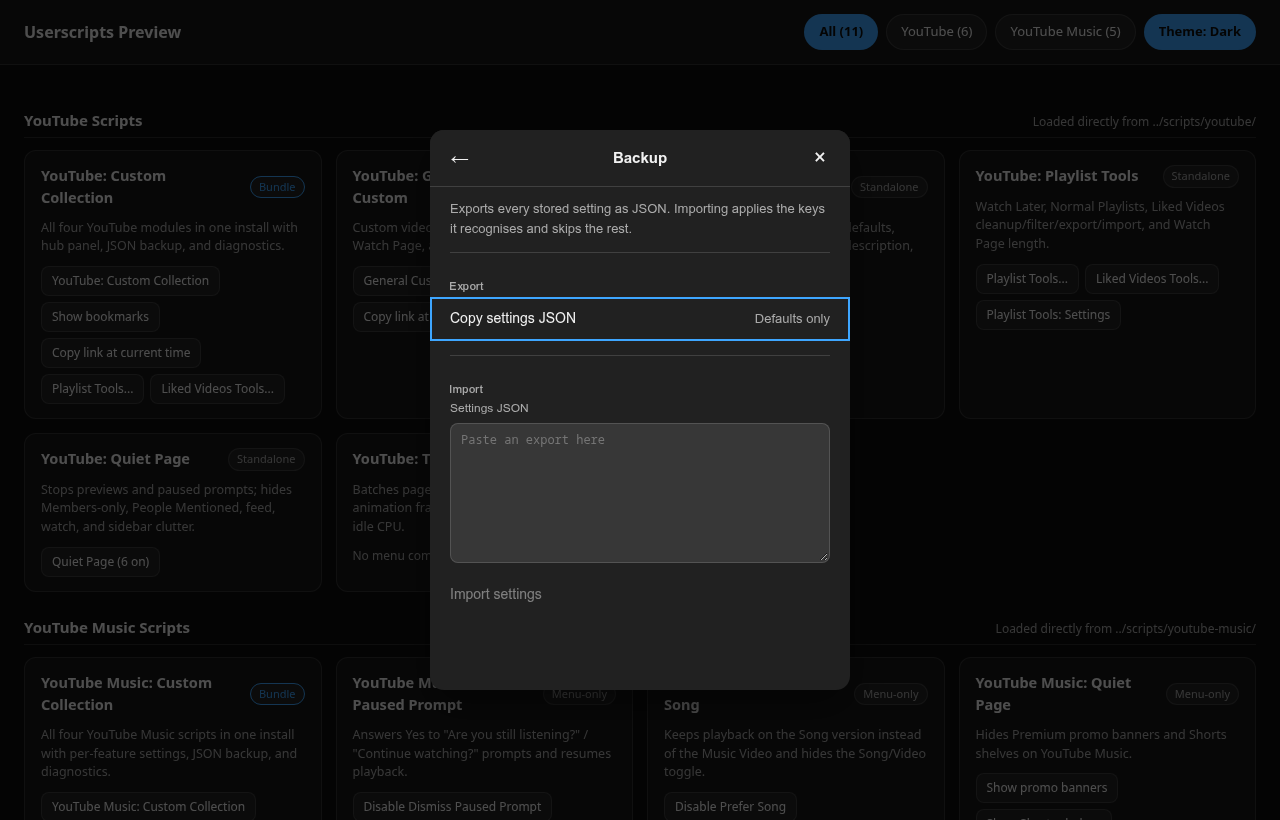 Userscripts Preview
All (11)
YouTube (6)
YouTube Music (5)
Theme: Dark
YouTube Scripts
Loaded directly from ../scripts/youtube/
YouTube: Custom
Collection
Bundle
All four YouTube modules in one install with
hub panel, JSON backup, and diagnostics.
YouTube: Custom Collection
Show bookmarks
Copy link at current time
Playlist Tools...
Liked Videos Tools...
YouTube: G
Custom
Custom vide
Watch Page,
General Cus
Copy link at
Standalone
YouTube: Playlist Tools
Standalone
Watch Later, Normal Playlists, Liked Videos
cleanup/filter/export/import, and Watch
Page length.
Playlist Tools...
Liked Videos Tools...
Playlist Tools: Settings
Backup
×
Exports every stored setting as JSON. Importing applies the keys
it recognises and skips the rest.
Export
Copy settings JSON
Defaults only
Import
Settings JSON
Paste an export here
Import settings
YouTube: Quiet Page
Standalone
Stops previews and paused prompts; hides
Members-only, People Mentioned, feed,
watch, and sidebar clutter.
Quiet Page (6 on)
YouTube: T
Batches page
animation fra
idle CPU.
No menu com
YouTube Music Scripts
Loaded directly from ../scripts/youtube-music/
YouTube Music: Custom
Collection
Bundle
All four YouTube Music scripts in one install
with per-feature settings, JSON backup, and
diagnostics.
YouTube Music: Custom Collection
Paused Prompt
Menu-only
Answers Yes to "Are you still listening?" /
"Continue watching?" prompts and resumes
playback.
Disable Dismiss Paused Prompt
Song
Menu-only
Keeps playback on the Song version instead
of the Music Video and hides the Song/Video
toggle.
Disable Prefer Song
YouTube Music: Quiet
Page
Menu-only
Hides Premium promo banners and Shorts
shelves on YouTube Music.
Show promo banners